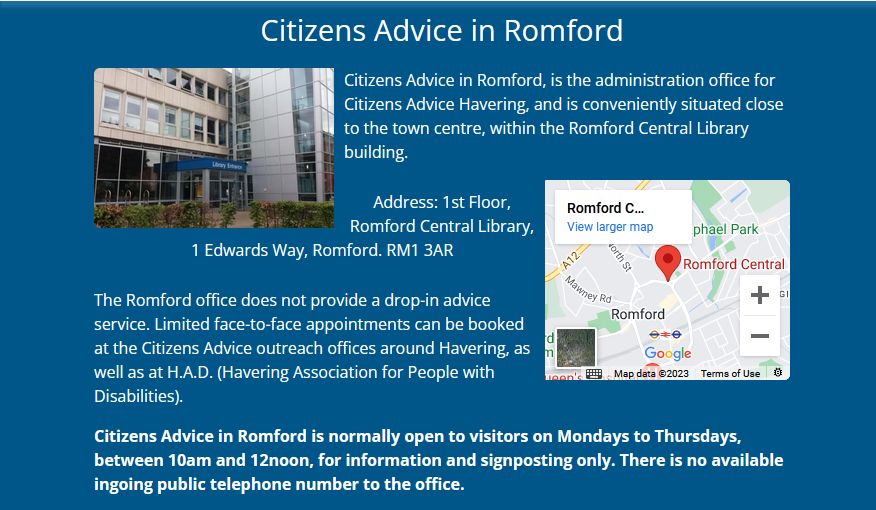 Citizens Advice in Romford
Library Entrance
Citizens Advice in Romford, is the administration office for
Citizens Advice Havering, and is conveniently situated close
to the town centre, within the Romford Central Library
building.
Address: 1st Floor,
Romford Central Library,
1 Edwards Way, Romford. RM1 3AR
The Romford office does not provide a drop-in advice
service. Limited face-to-face appointments can be booked
at the Citizens Advice outreach offices around Havering, as
well as at H.A.D. (Havering Association for People with
Disabilities).
Romford C...
View larger map
phael Park
A12
North St
Romford Central
Mawney Rd
Romford
Google
Map data ©2023
Terms of Use
Citizens Advice in Romford is normally open to visitors on Mondays to Thursdays,
between 10am and 12noon, for information and signposting only. There is no available
ingoing public telephone number to the office.